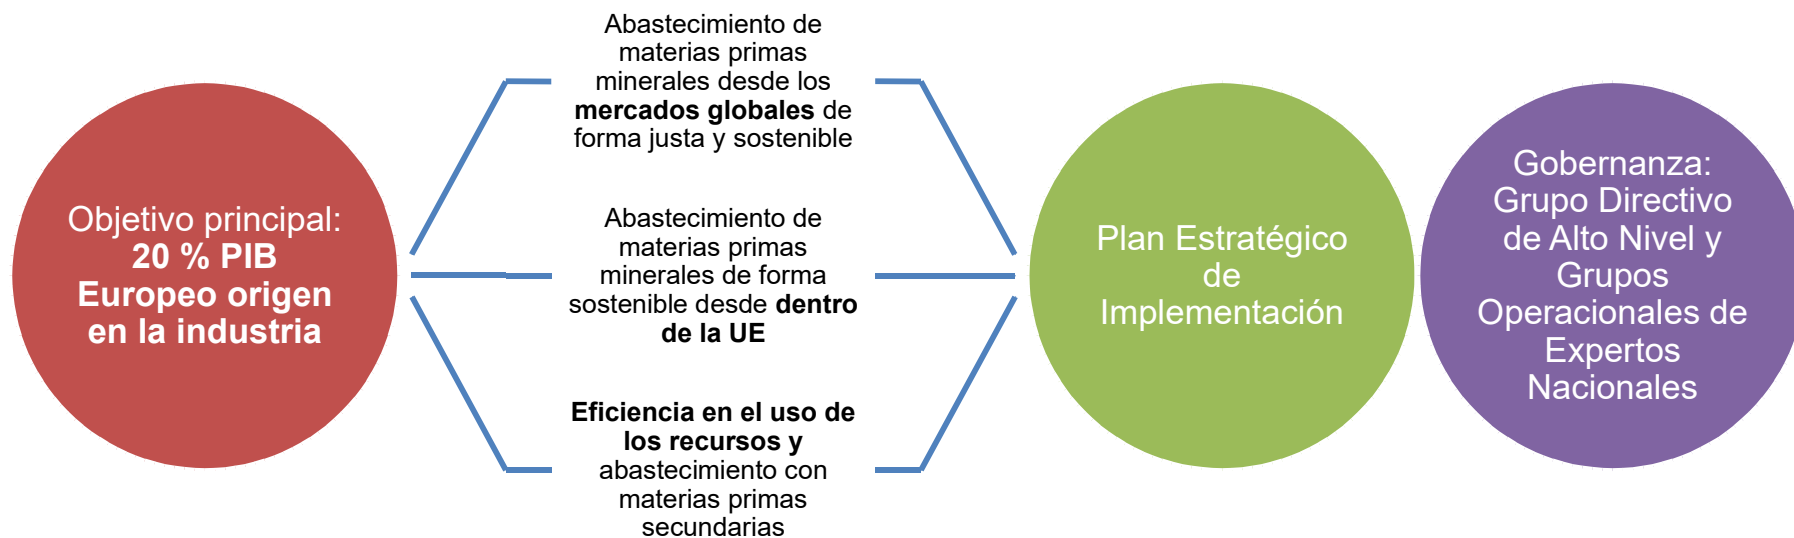 Objetivo principal:
20 % PIB
Europeo origen
en la industria
Abastecimiento de
materias primas
minerales desde los
mercados globales de
forma justa y sostenible
Abastecimiento de
materias primas
minerales de forma
sostenible desde dentro
de la UE
Eficiencia en el uso de
los recursos y
abastecimiento con
materias primas
secundarias
Plan Estratégico
de
Implementación
Gobernanza:
Grupo Directivo
de Alto Nivel y
Grupos
Operacionales de
Expertos
Nacionales